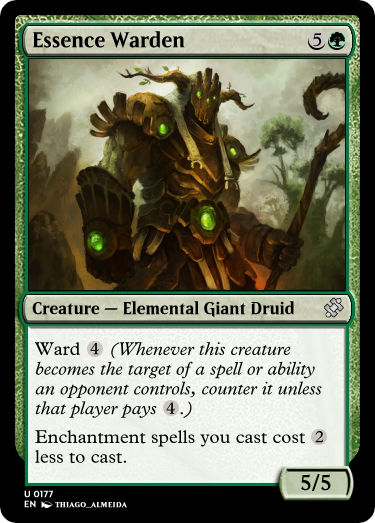 Essence Warden 5
Creature — Elemental Giant Druid
Ward 4 (Whenever this creature
becomes the target of a spell or ability
an opponent controls, counter it unless
that player pays 4.)
Enchantment spells you cast cost 2
less to cast.
5/5
U 0177
EN THIAGO_ALMEIDA